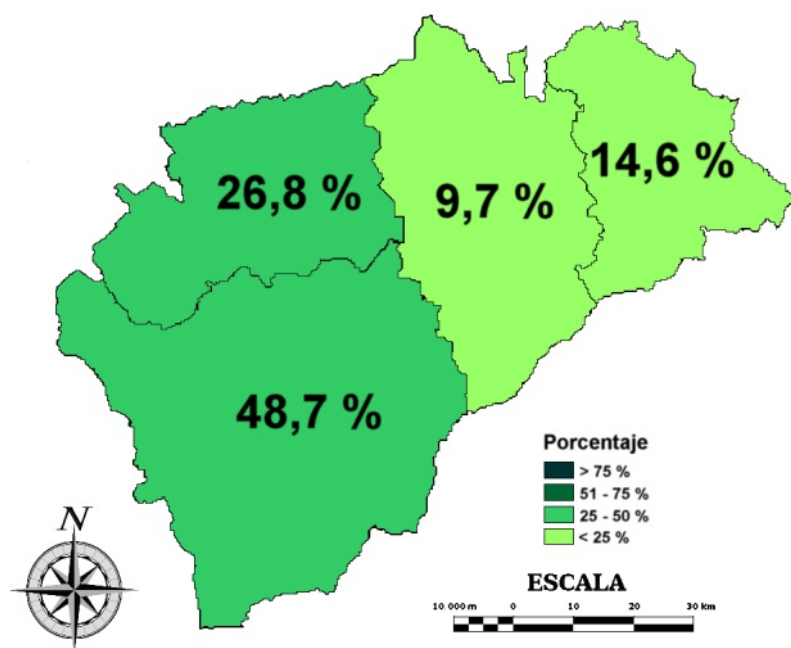 14,6 %
26,8 %
9,7 %
48,7 %
Porcentaje
> 75 %
51 - 75 %
25 - 50 %
< 25 %
N
ESCALA
10.000 m 0 10 20 30 km